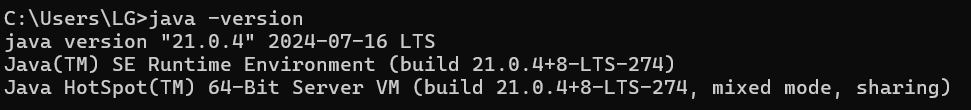 C:\Users\LG>java -version
java version "21.0.4" 2024-07-16 LTS
Java(TM) SE Runtime Environment (build 21.0.4+8-LTS-274)
Java HotSpot(TM) 64-Bit Server VM (build 21.0.4+8-LTS-274, mixed mode, sharing)